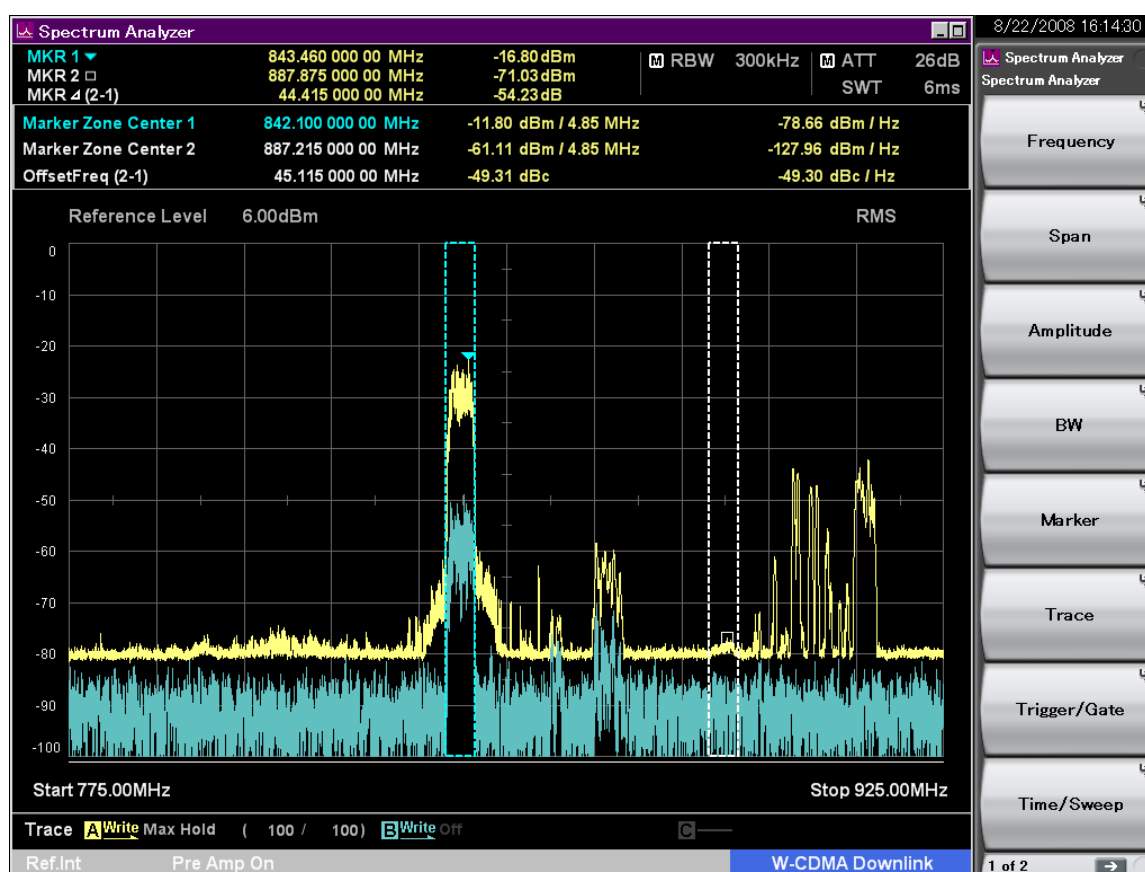 Spectrum Analyzer
8/22/2008 16:14:30
MKR 1 843.460 000 00 MHz -16.80 dBm
MKR 2 887.875 000 00 MHz -71.03 dBm
MKR ⊿ (2-1) 44.415 000 00 MHz -54.23 dB
M RBW 300kHz M ATT 26dB
SWT 6ms
Marker Zone Center 1 842.100 000 00 MHz -11.80 dBm / 4.85 MHz -78.66 dBm / Hz
Marker Zone Center 2 887.215 000 00 MHz -61.11 dBm / 4.85 MHz -127.96 dBm / Hz
OffsetFreq (2-1) 45.115 000 00 MHz -49.31 dBc -49.30 dBc / Hz
Reference Level 6.00dBm RMS
0
-10
-20
-30
-40
-50
-60
-70
-80
-90
-100
Start 775.00MHz Stop 925.00MHz
Trace A Write Max Hold ( 100 / 100) B Write Off C
Ref.Int Pre Amp On W-CDMA Downlink
Spectrum Analyzer
Spectrum Analyzer
Frequency
Span
Amplitude
BW
Marker
Trace
Trigger/Gate
Time/Sweep
1 of 2